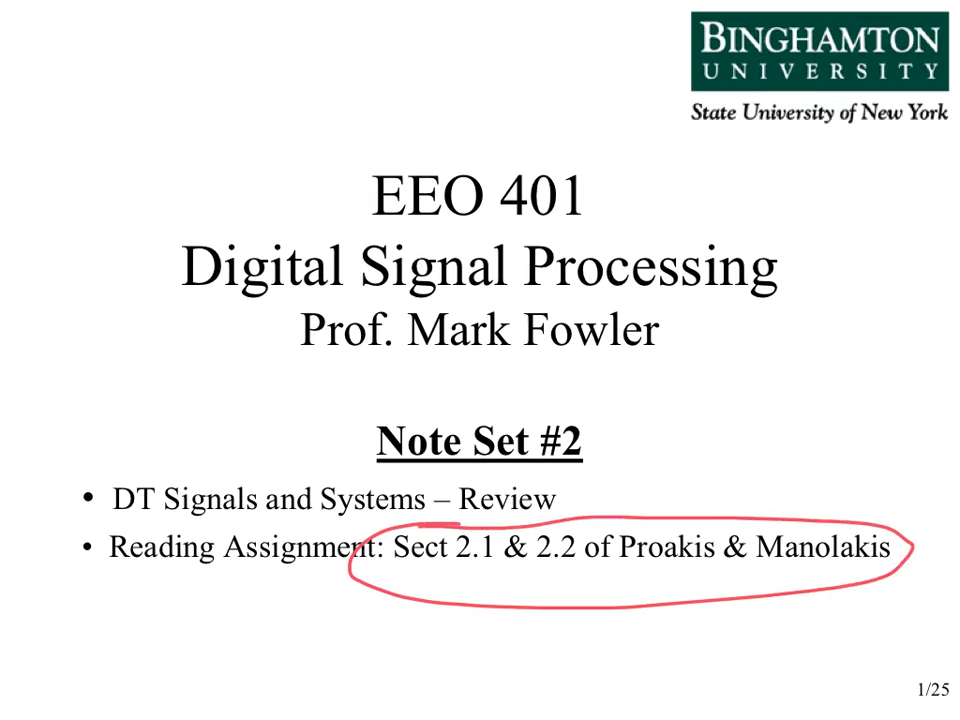 BINGHAMTON
UNIVERSITY
State University of New York
EEO 401
Digital Signal Processing
Prof. Mark Fowler
Note Set #2
• DT Signals and Systems – Review
• Reading Assignment: Sect 2.1 & 2.2 of Proakis & Manolakis
1/25